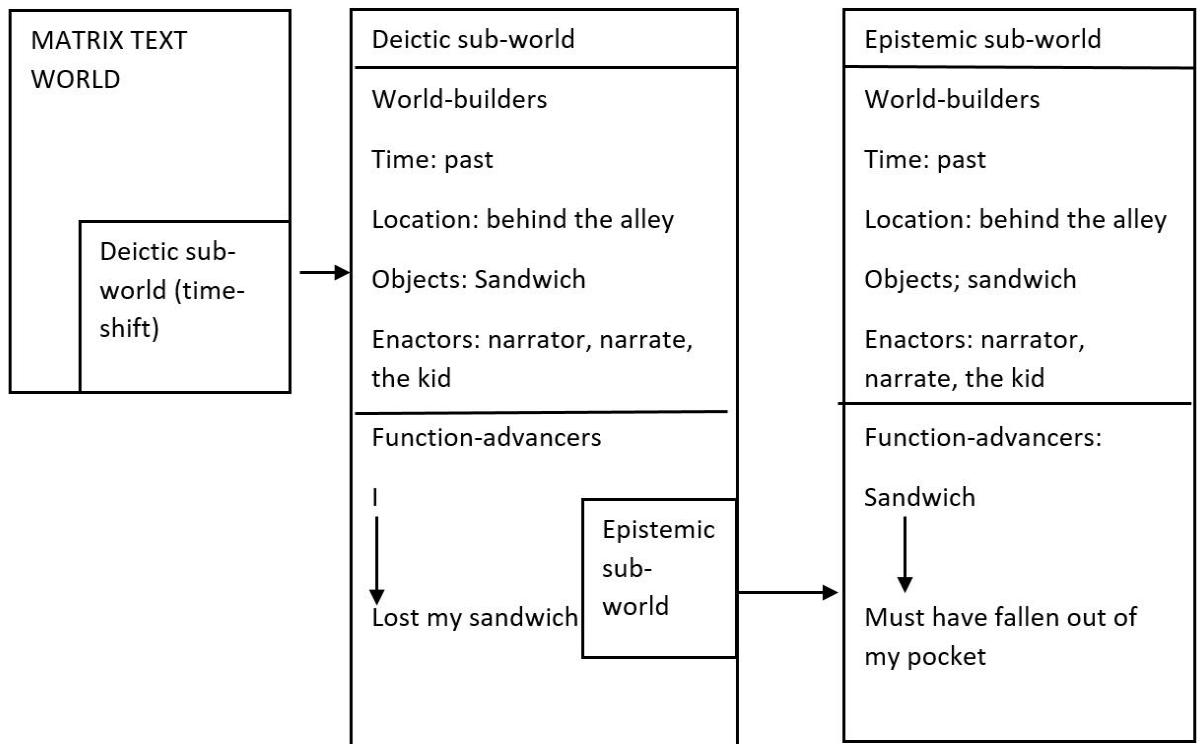 MATRIX TEXT
WORLD
Deictic sub-
world (time-
shift)
Deictic sub-world
World-builders
Time: past
Location: behind the alley
Objects: Sandwich
Enactors: narrator, narrate,
the kid
Function-advancers
I
Lost my sandwich
Epistemic
sub-
world
Epistemic sub-world
World-builders
Time: past
Location: behind the alley
Objects; sandwich
Enactors: narrator,
narrate, the kid
Function-advancers:
Sandwich
Must have fallen out of
my pocket